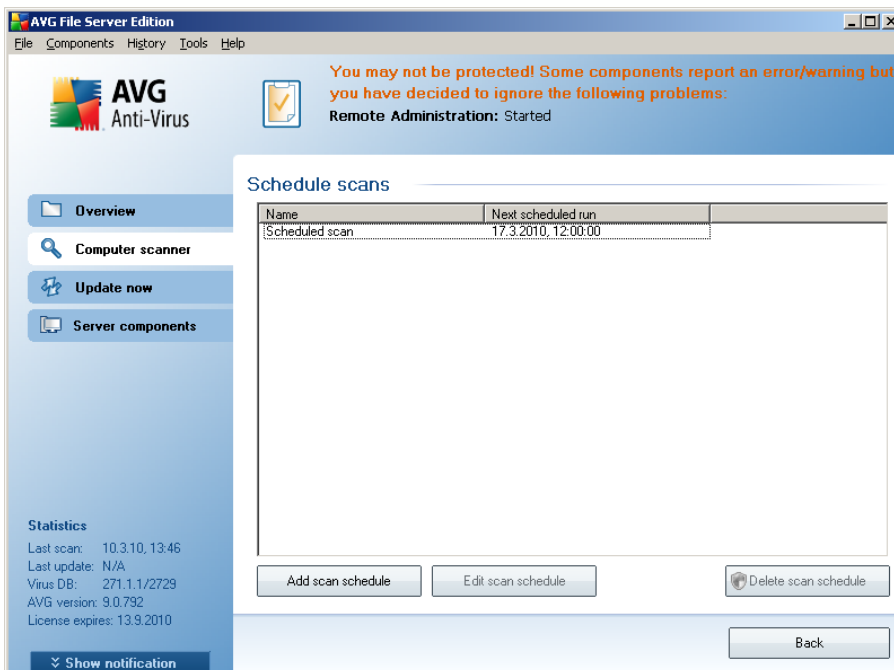 AVG File Server Edition
File Components History Tools Help
AVG
Anti-Virus
You may not be protected! Some components report an error/warning but
you have decided to ignore the following problems:
Remote Administration: Started
Schedule scans
Overview
Computer scanner
Update now
Server components
Name Next scheduled run
Scheduled scan 17.3.2010, 12:00:00
Statistics
Last scan: 10.3.10, 13:46
Last update: N/A
Virus DB: 271.1.1/2729
AVG version: 9.0.792
License expires: 13.9.2010
Show notification
Add scan schedule Edit scan schedule Delete scan schedule
Back